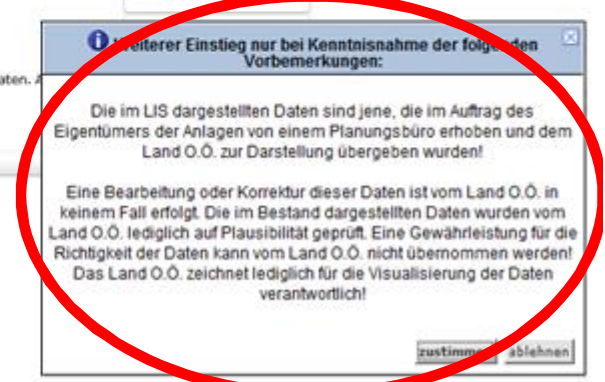 aten. A
Weiterer Einstieg nur bei Kenntnisnahme der folgenden
Vorbemerkungen:
Die im LIS dargestellten Daten sind jene, die im Auftrag des
Eigentümers der Anlagen von einem Planungsbüro erhoben und dem
Land O.Ö. zur Darstellung übergeben wurden!
Eine Bearbeitung oder Korrektur dieser Daten ist vom Land O.Ö. in
keinem Fall erfolgt. Die im Bestand dargestellten Daten wurden vom
Land O.Ö. lediglich auf Plausibilität geprüft. Eine Gewährleistung für die
Richtigkeit der Daten kann vom Land O.Ö. nicht übernommen werden!
Das Land O.Ö. zeichnet lediglich für die Visualisierung der Daten
verantwortlich!
zustimmen ablehnen